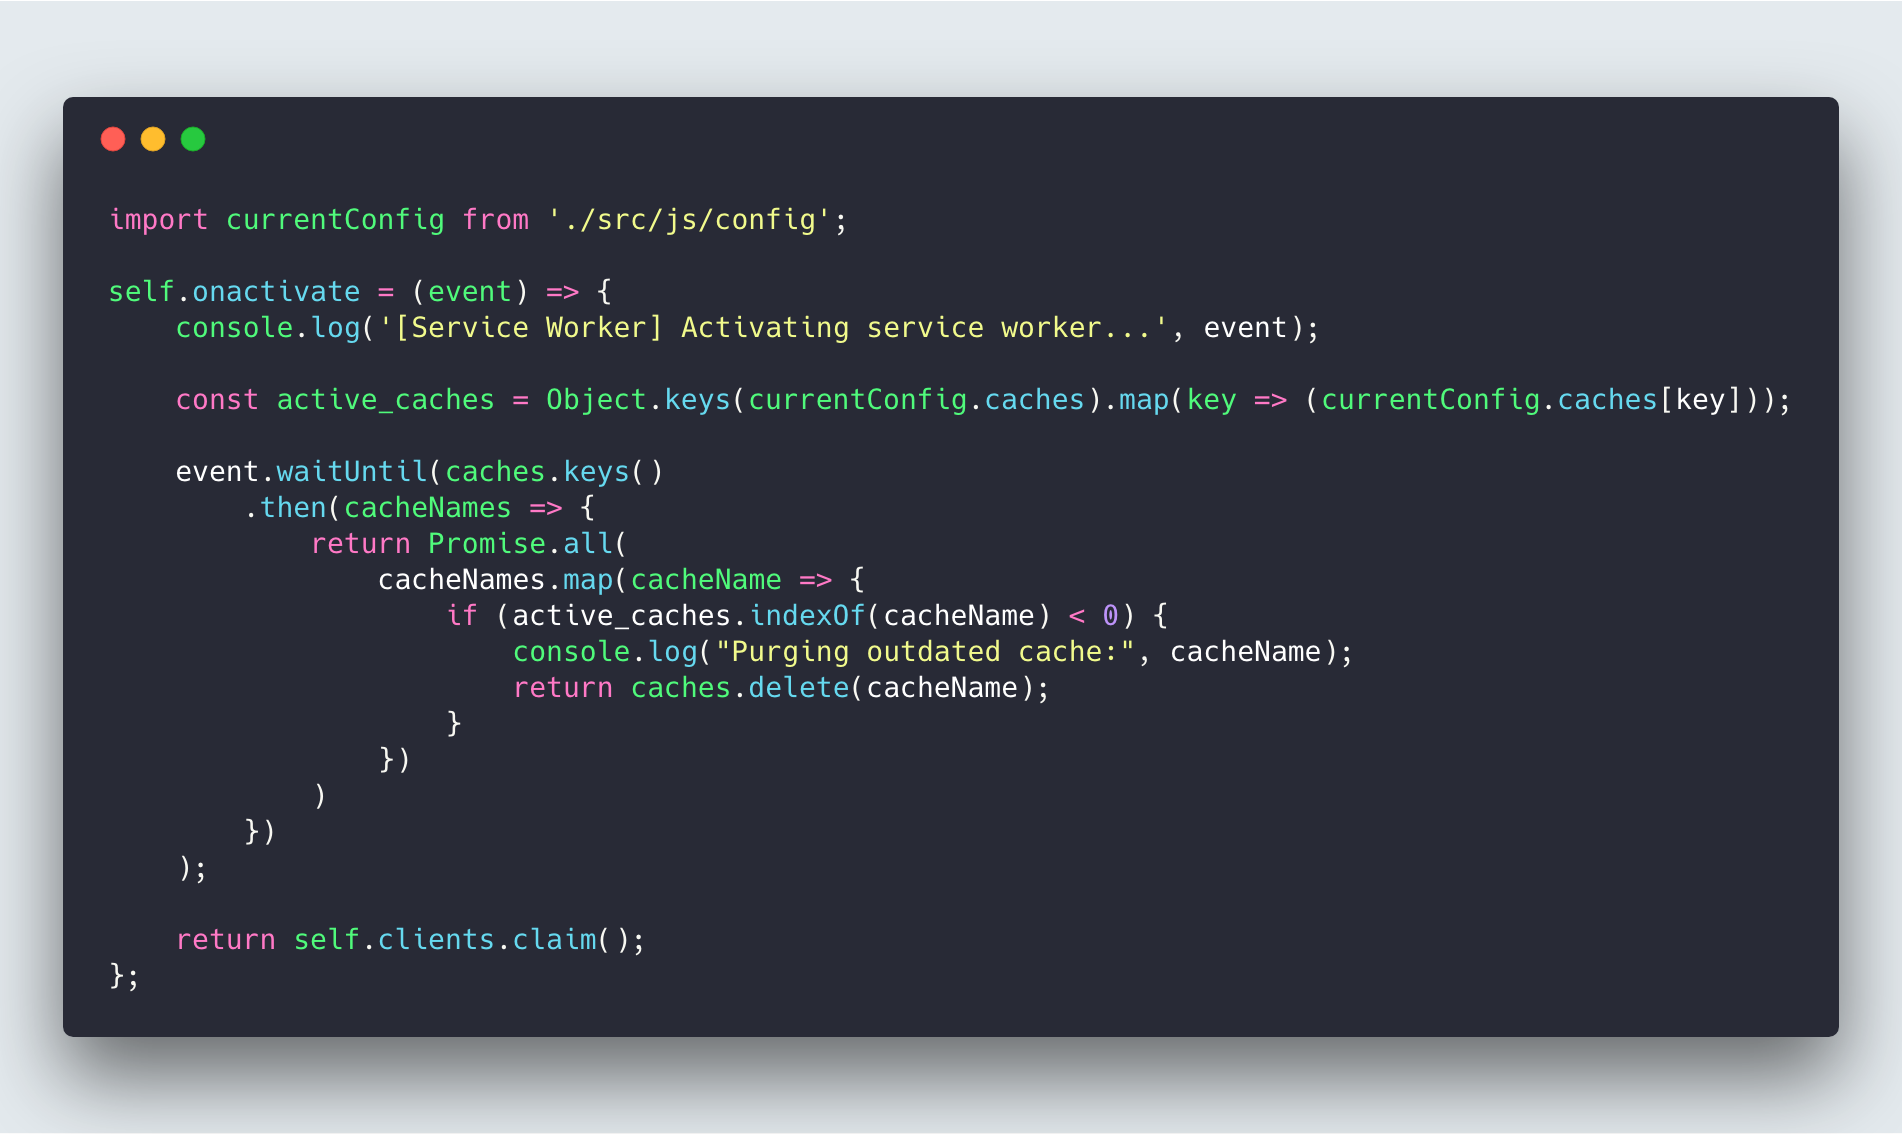 import currentConfig from './src/js/config';

self.onactivate = (event) => {
    console.log('[Service Worker] Activating service worker...', event);

    const active_caches = Object.keys(currentConfig.caches).map(key => (currentConfig.caches[key]));

    event.waitUntil(caches.keys()
        .then(cacheNames => {
            return Promise.all(
                cacheNames.map(cacheName => {
                    if (active_caches.indexOf(cacheName) < 0) {
                        console.log("Purging outdated cache:", cacheName);
                        return caches.delete(cacheName);
                    }
                })
            )
        })
    );

    return self.clients.claim();
};